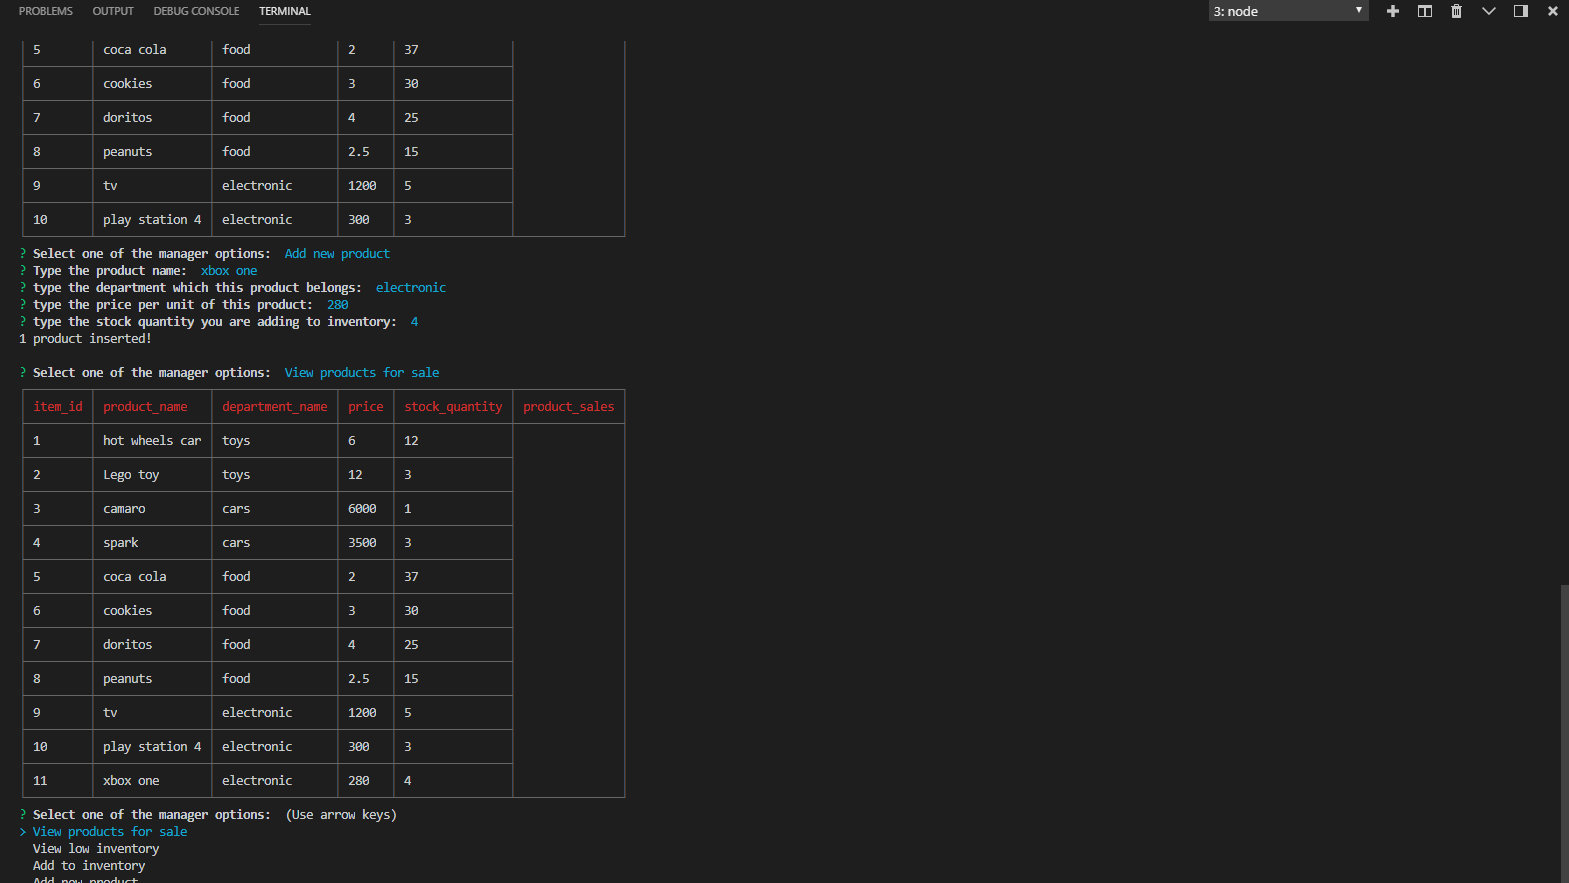 PROBLEMS OUTPUT DEBUG CONSOLE TERMINAL 3: node
5 coca cola food 2 37
6 cookies food 3 30
7 doritos food 4 25
8 peanuts food 2.5 15
9 tv electronic 1200 5
10 play station 4 electronic 300 3
? Select one of the manager options: Add new product
? Type the product name: xbox one
? type the department which this product belongs: electronic
? type the price per unit of this product: 280
? type the stock quantity you are adding to inventory: 4
1 product inserted!
? Select one of the manager options: View products for sale
item_id product_name department_name price stock_quantity product_sales
1 hot wheels car toys 6 12
2 Lego toy toys 12 3
3 camaro cars 6000 1
4 spark cars 3500 3
5 coca cola food 2 37
6 cookies food 3 30
7 doritos food 4 25
8 peanuts food 2.5 15
9 tv electronic 1200 5
10 play station 4 electronic 300 3
11 xbox one electronic 280 4
? Select one of the manager options: (Use arrow keys)
> View products for sale
View low inventory
Add to inventory
Add new product